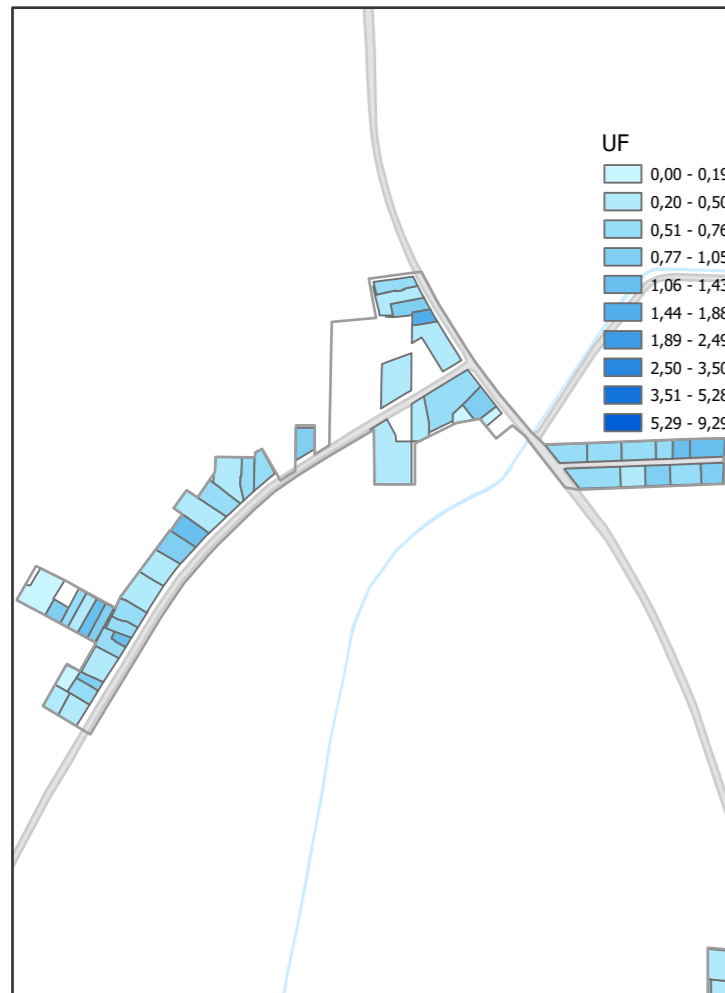 UF
0,00 - 0,19
0,20 - 0,50
0,51 - 0,76
0,77 - 1,05
1,06 - 1,43
1,44 - 1,88
1,89 - 2,49
2,50 - 3,50
3,51 - 5,28
5,29 - 9,29